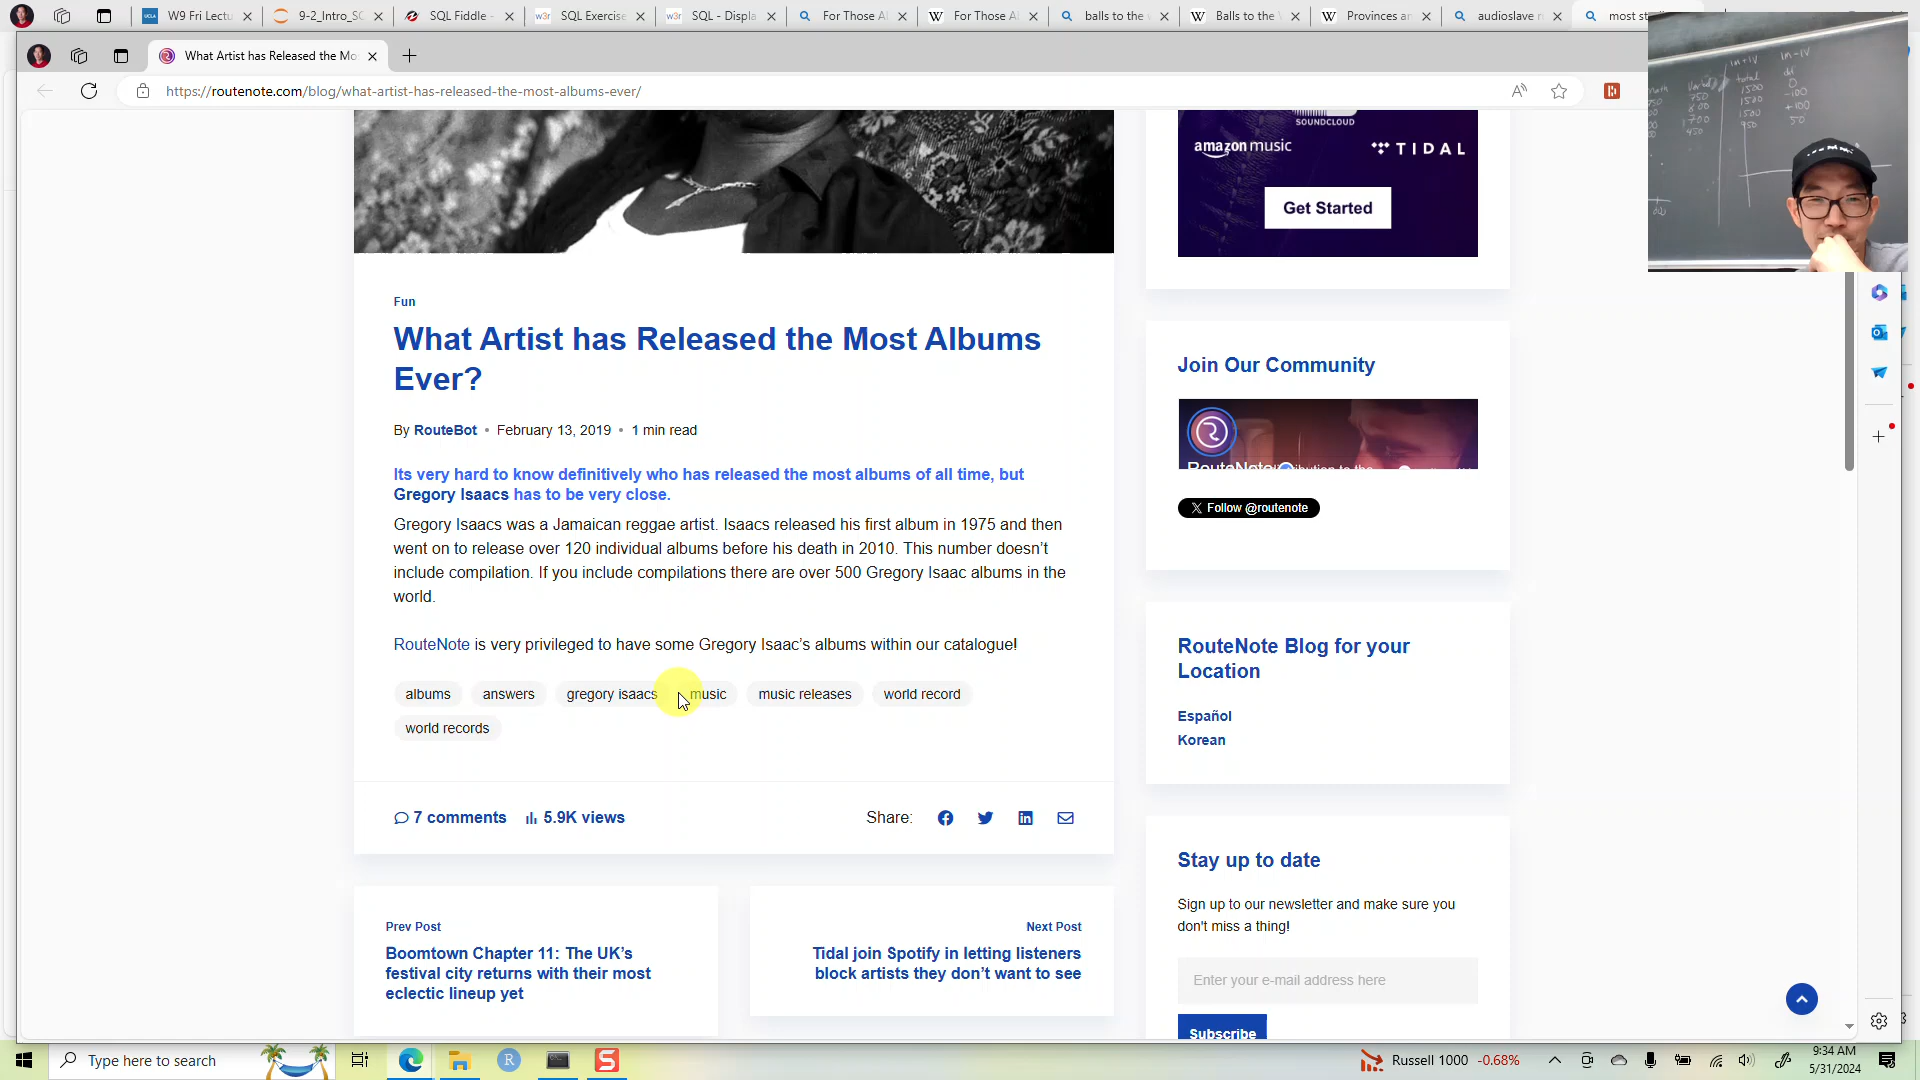 W9 Fri Lectu
9-2_Intro_SC
SQL Fiddle -
SQL Exercise
SQL - Displa
For Those A
For Those A
balls to the
Balls to the
Provinces ar
audioslave
What Artist has Released the Mo
https://routenote.com/blog/what-artist-has-released-the-most-albums-ever/
total
1500
-100
+100
50
SOUNDCLOUD
amazon music
TIDAL
Get Started
Fun
What Artist has Released the Most Albums
Ever?
By RouteBot • February 13, 2019 • 1 min read
Its very hard to know definitively who has released the most albums of all time, but
Gregory Isaacs has to be very close.
Gregory Isaacs was a Jamaican reggae artist. Isaacs released his first album in 1975 and then
went on to release over 120 individual albums before his death in 2010. This number doesn't
include compilation. If you include compilations there are over 500 Gregory Isaac albums in the
world.
RouteNote is very privileged to have some Gregory Isaac's albums within our catalogue!
albums
answers
gregory isaacs
music
music releases
world record
world records
7 comments
5.9K views
Share:
Prev Post
Boomtown Chapter 11: The UK's
festival city returns with their most
eclectic lineup yet
Next Post
Tidal join Spotify in letting listeners
block artists they don't want to see
Join Our Community
RouteNote
Follow @routenote
RouteNote Blog for your
Location
Español
Korean
Stay up to date
Sign up to our newsletter and make sure you
don't miss a thing!
Enter your e-mail address here
Subscribe
Type here to search
Russell 1000 -0.68%
9:34 AM
5/31/2024